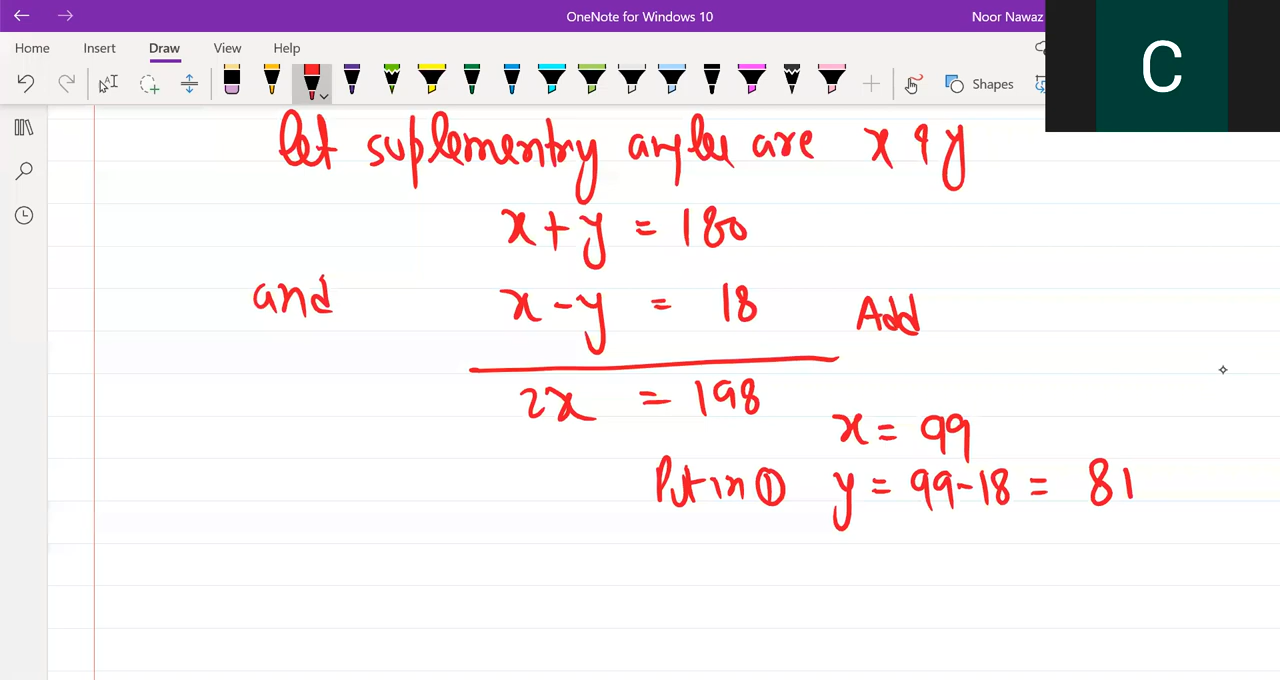 OneNote for Windows 10
Noor Nawaz
Home Insert Draw View Help
Shapes
C
let suplementry angles are x & y
x + y = 180
and x - y = 18 Add
2x = 198
x = 99
Put in ① y = 99 - 18 = 81